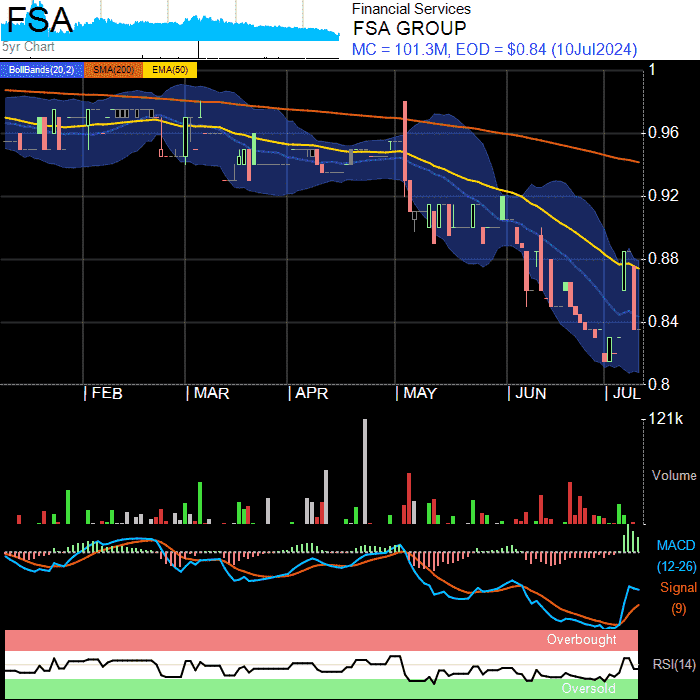 FSA
5yr Chart
Financial Services
FSA GROUP
MC = 101.3M, EOD = $0.84 (10Jul2024)
BollBands(20,2) SMA(200) EMA(50)
1
0.96
0.92
0.88
0.84
0.8
FEB MAR APR MAY JUN JUL
121k
Volume
MACD
(12-26)
Signal
(9)
Overbought
RSI(14)
Oversold